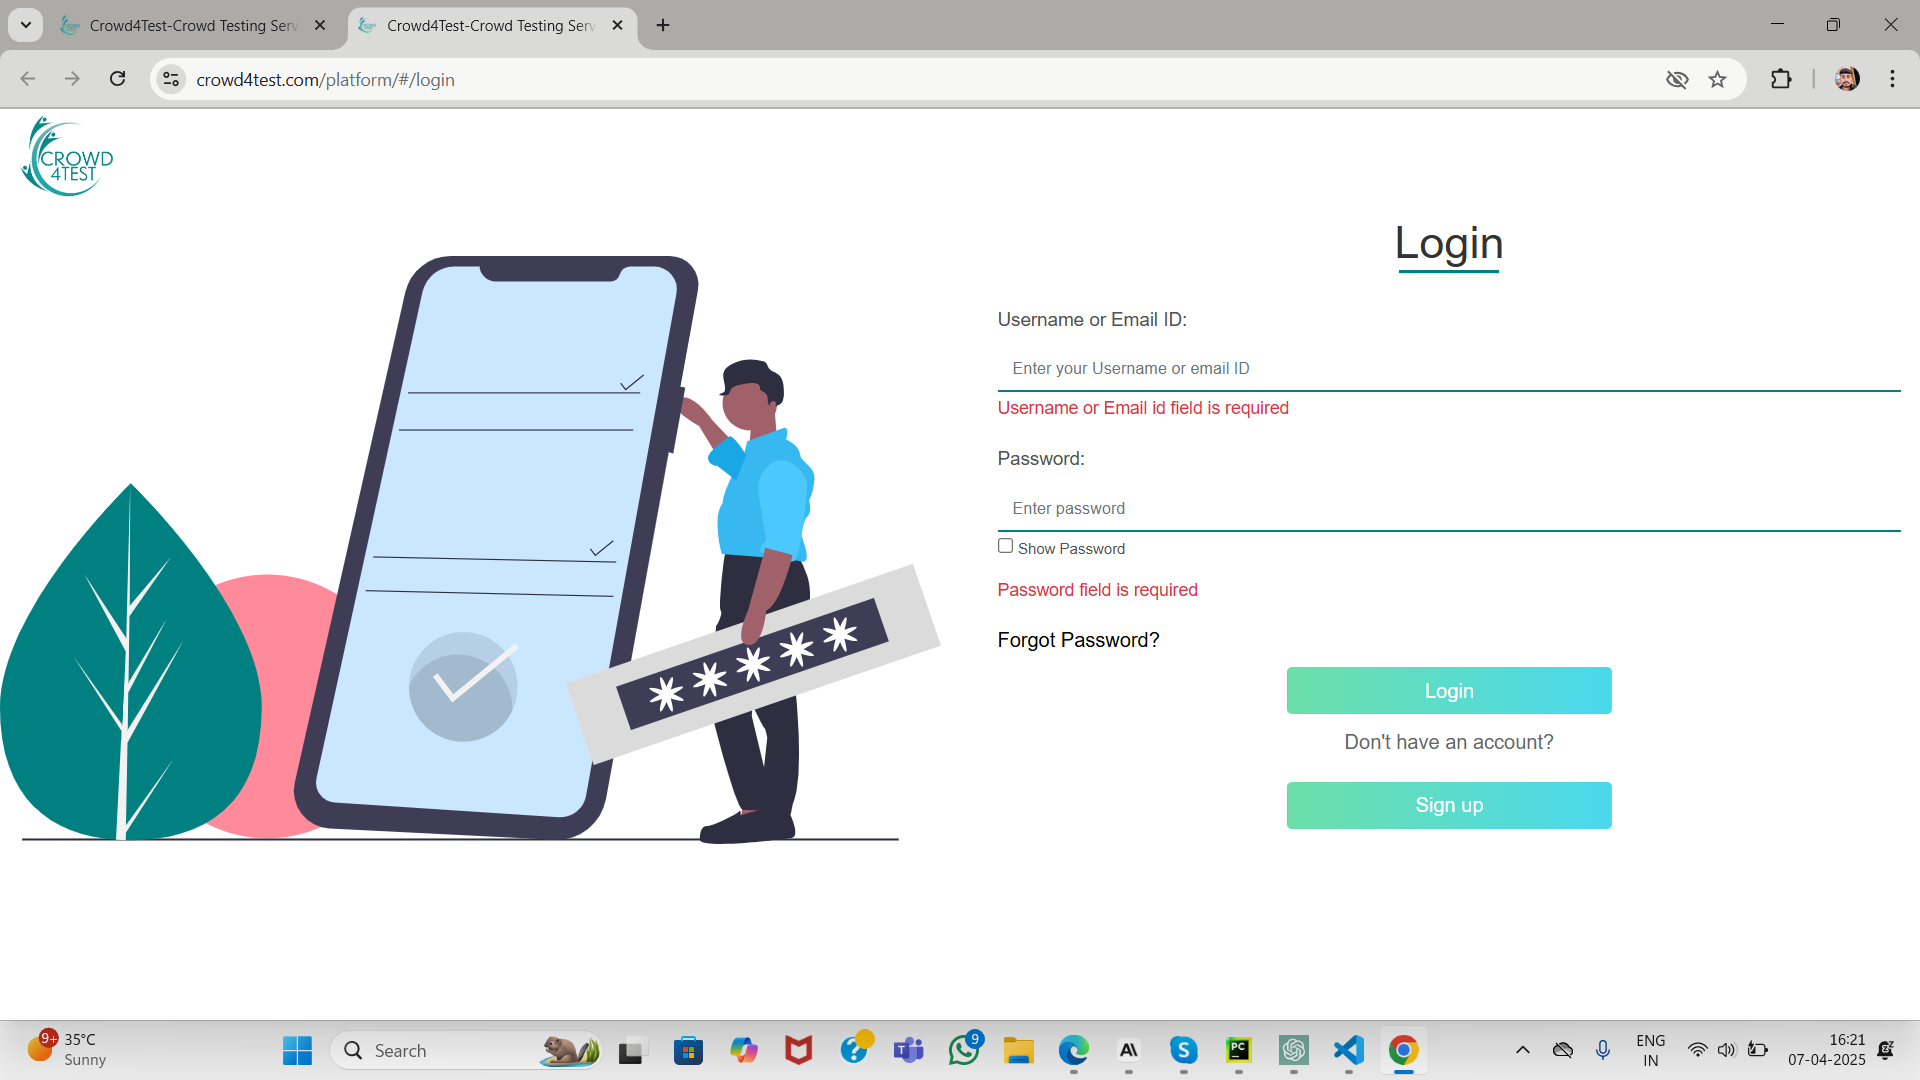 Crowd4Test-Crowd Testing Serv
Crowd4Test-Crowd Testing Serv
crowd4test.com/platform/#/login
CROWD
4TEST
Login
Username or Email ID:
Enter your Username or email ID
Username or Email id field is required
Password:
Enter password
Show Password
Password field is required
Forgot Password?
Login
Don't have an account?
Sign up
9+
35°C
Sunny
Search
9
PC
ENG
IN
16:21
07-04-2025